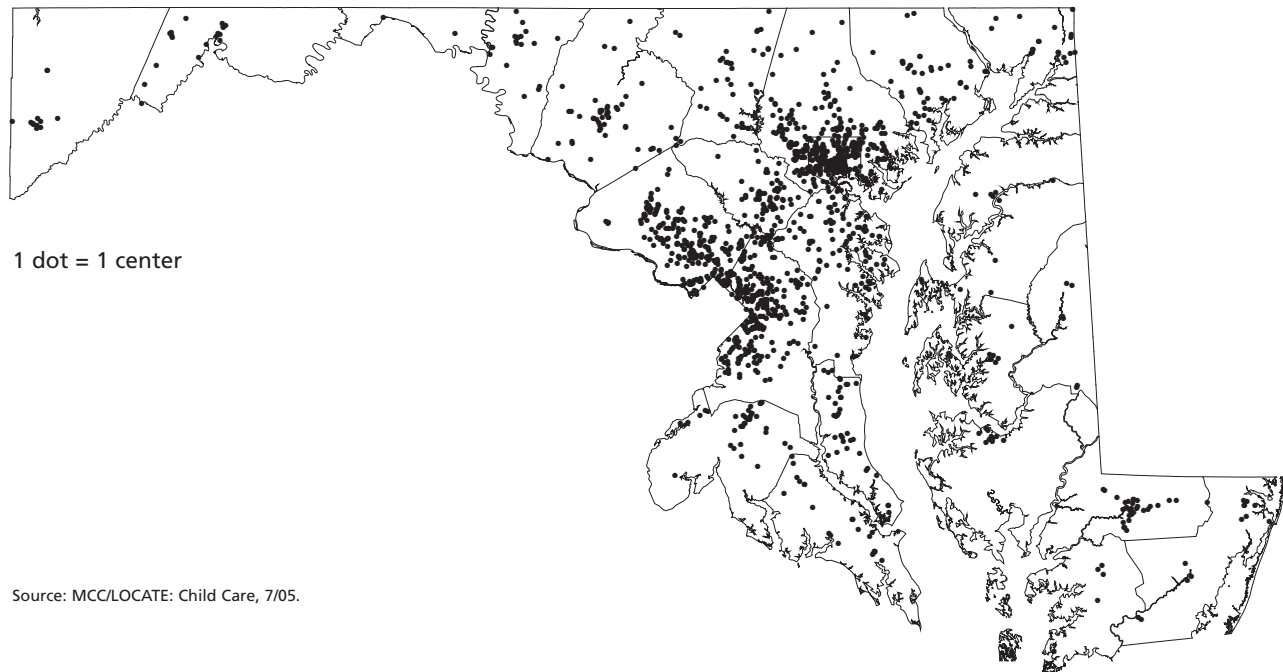 1 dot = 1 center
Source: MCC/LOCATE: Child Care, 7/05.